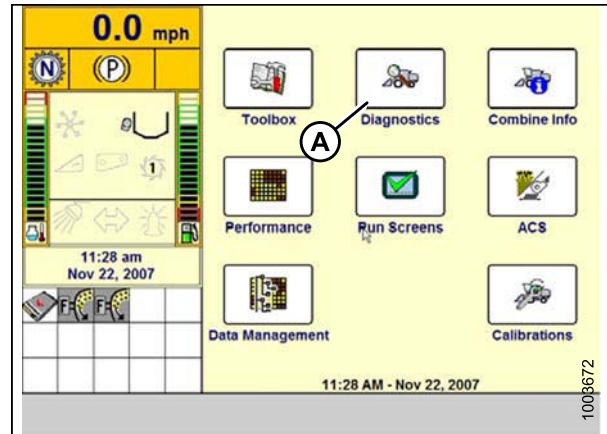 0.0 mph
N
(P)
1
11:28 am
Nov 22, 2007
F
F
Toolbox
Diagnostics
Combine Info
A
Performance
Run Screens
ACS
Data Management
Calibrations
11:28 AM - Nov 22, 2007
1003672